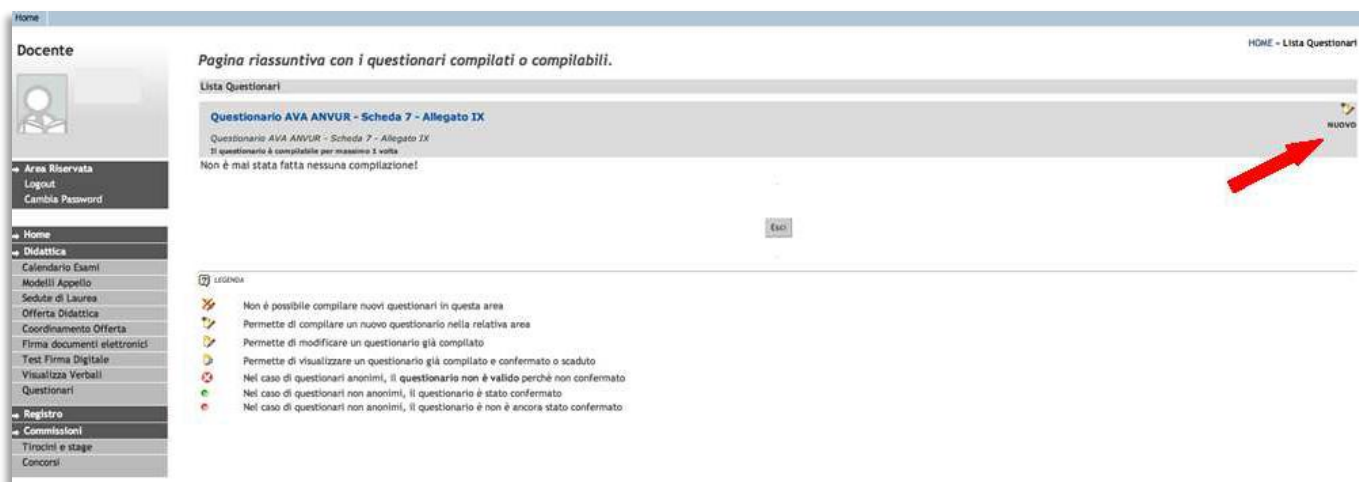 Home
Docente
HOME » Lista Questionari
Pagina riassuntiva con i questionari compilati o compilabili.
Lista Questionari
Questionario AVA ANVUR - Scheda 7 - Allegato IX
NUOVO
Questionario AVA ANVUR - Scheda 7 - Allegato IX
Il questionario è compilabile per massimo 1 volta
Non è mai stata fatta nessuna compilazione!
Area Riservata
Logout
Cambia Password
Esci
Home
Didattica
Calendario Esami
Modelli Appello
Sedute di Laurea
Offerta Didattica
Coordinamento Offerta
Firma documenti elettronici
Test Firma Digitale
Visualizza Verbali
Questionari
Registro
Commissioni
Tirocini e stage
Concorsi
LEGENDA
Non è possibile compilare nuovi questionari in questa area
Permette di compilare un nuovo questionario nella relativa area
Permette di modificare un questionario già compilato
Permette di visualizzare un questionario già compilato e confermato o scaduto
Nel caso di questionari anonimi, il questionario non è valido perchè non confermato
Nel caso di questionari non anonimi, il questionario è stato confermato
Nel caso di questionari non anonimi, il questionario è non è ancora stato confermato